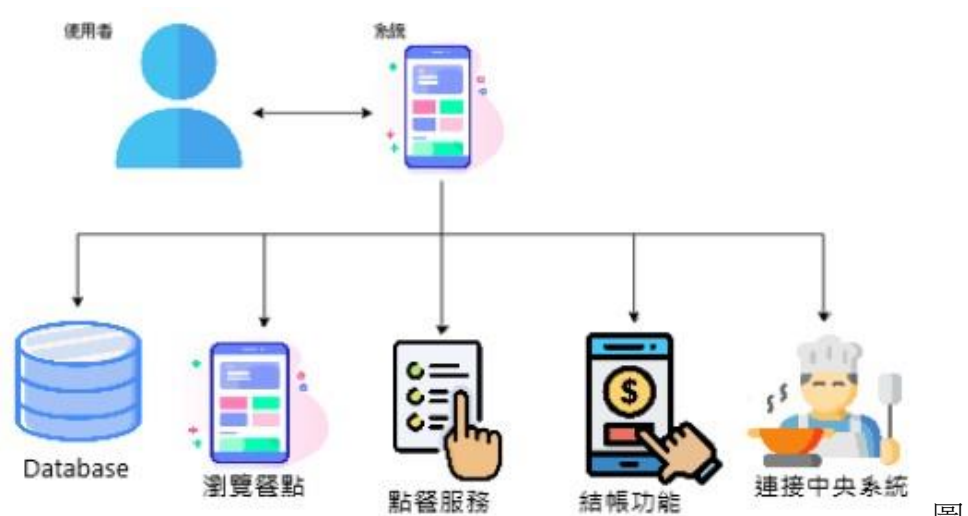 使用者
系統
Database
瀏覽餐點
點餐服務
結帳功能
連接中央系統
圖